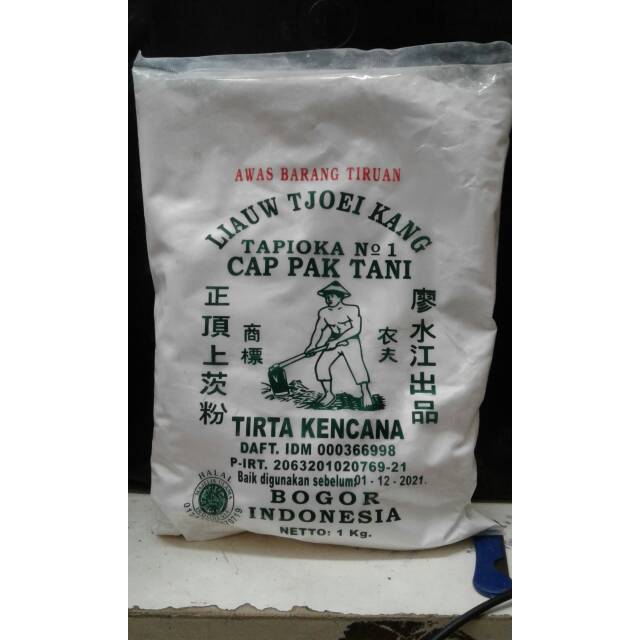 AWAS BARANG TIRUAN
LIAUW TJOEI KANG
TAPIOKA No 1
CAP PAK TANI
正頂上茨粉
商標
农夫
廖水江出品
TIRTA KENCANA
DAFT. IDM 000366998
P-IRT. 2063201020769-21
Baik digunakan sebelum: 01 - 12 - 2021.
HALAL
BOGOR
INDONESIA
NETTO: 1 Kg.